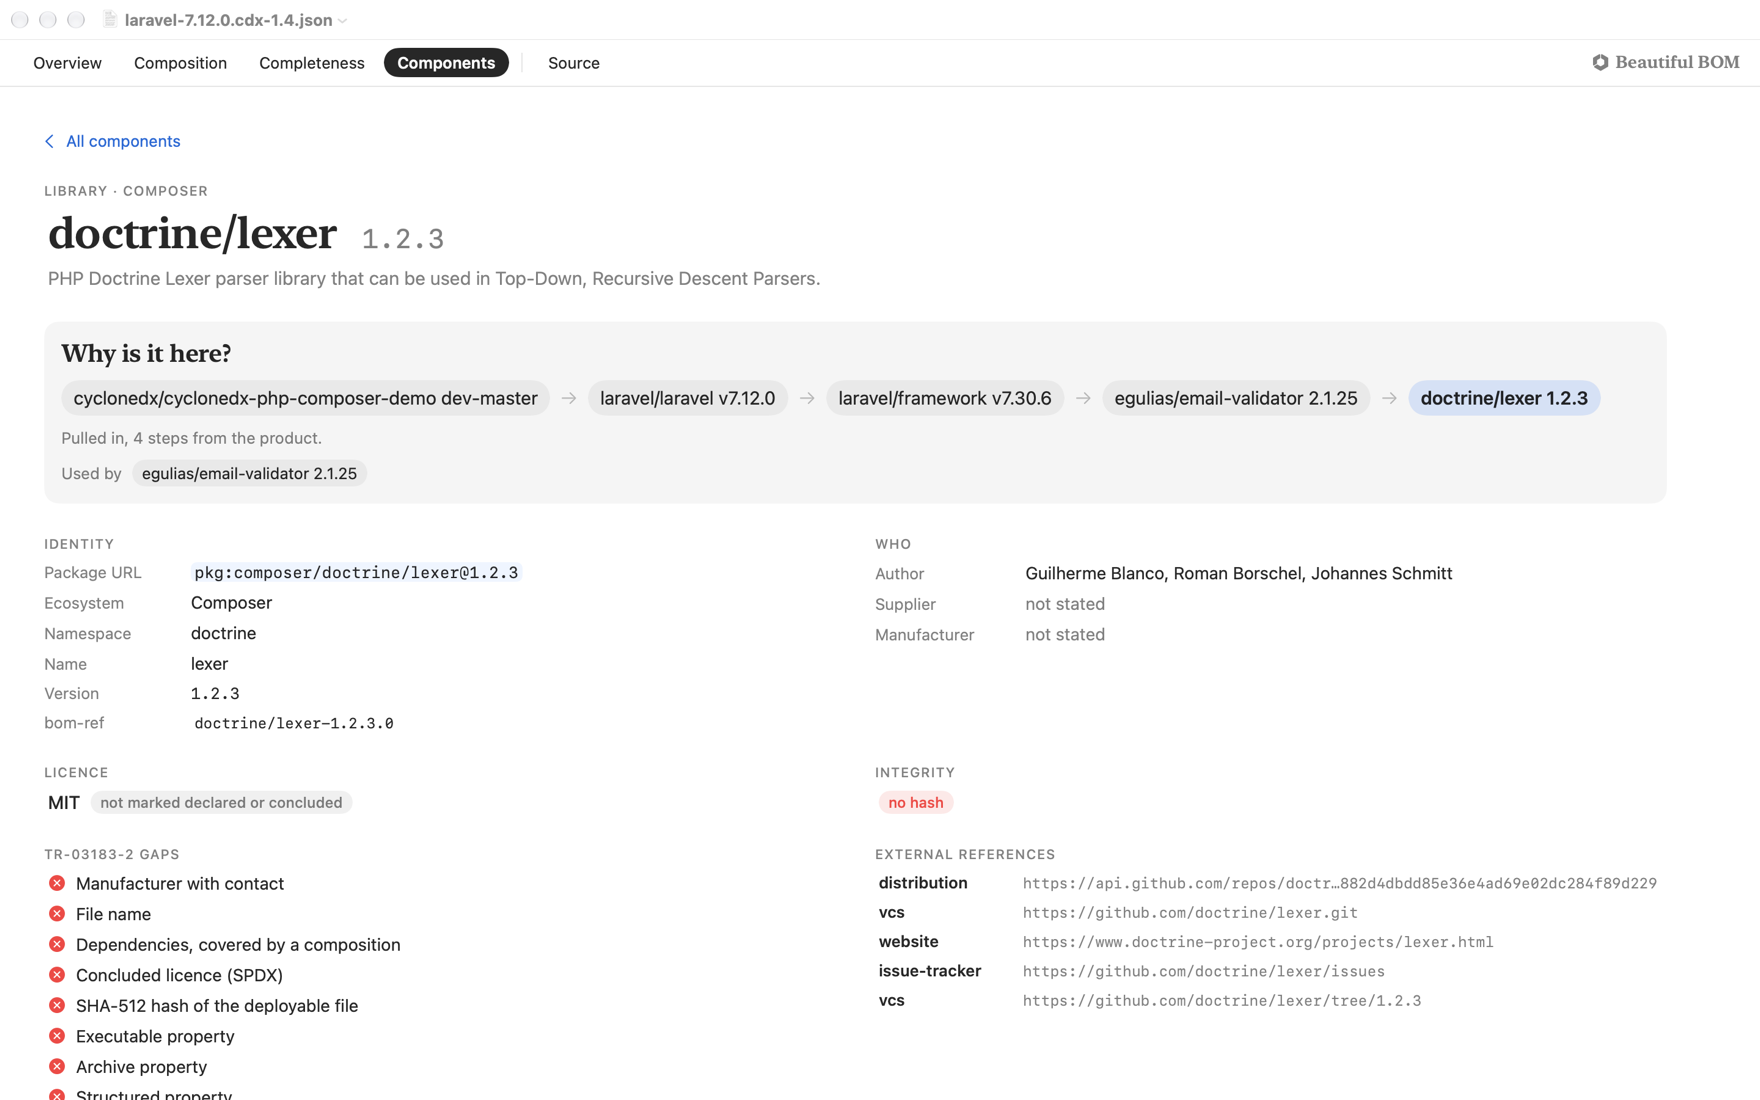 laravel-7.12.0.cdx-1.4.json
Overview Composition Completeness Components Source Beautiful BOM
All components
LIBRARY · COMPOSER
doctrine/lexer 1.2.3
PHP Doctrine Lexer parser library that can be used in Top-Down, Recursive Descent Parsers.
Why is it here?
cyclonedx/cyclonedx-php-composer-demo dev-master → laravel/laravel v7.12.0 → laravel/framework v7.30.6 → egulias/email-validator 2.1.25 → doctrine/lexer 1.2.3
Pulled in, 4 steps from the product.
Used by egulias/email-validator 2.1.25
IDENTITY
Package URL pkg:composer/doctrine/lexer@1.2.3
Ecosystem Composer
Namespace doctrine
Name lexer
Version 1.2.3
bom-ref doctrine/lexer-1.2.3.0
WHO
Author Guilherme Blanco, Roman Borschel, Johannes Schmitt
Supplier not stated
Manufacturer not stated
LICENCE
MIT not marked declared or concluded
INTEGRITY
no hash
TR-03183-2 GAPS
Manufacturer with contact
File name
Dependencies, covered by a composition
Concluded licence (SPDX)
SHA-512 hash of the deployable file
Executable property
Archive property
Structured property
EXTERNAL REFERENCES
distribution https://api.github.com/repos/doctr…882d4dbdd85e36e4ad69e02dc284f89d229
vcs https://github.com/doctrine/lexer.git
website https://www.doctrine-project.org/projects/lexer.html
issue-tracker https://github.com/doctrine/lexer/issues
vcs https://github.com/doctrine/lexer/tree/1.2.3